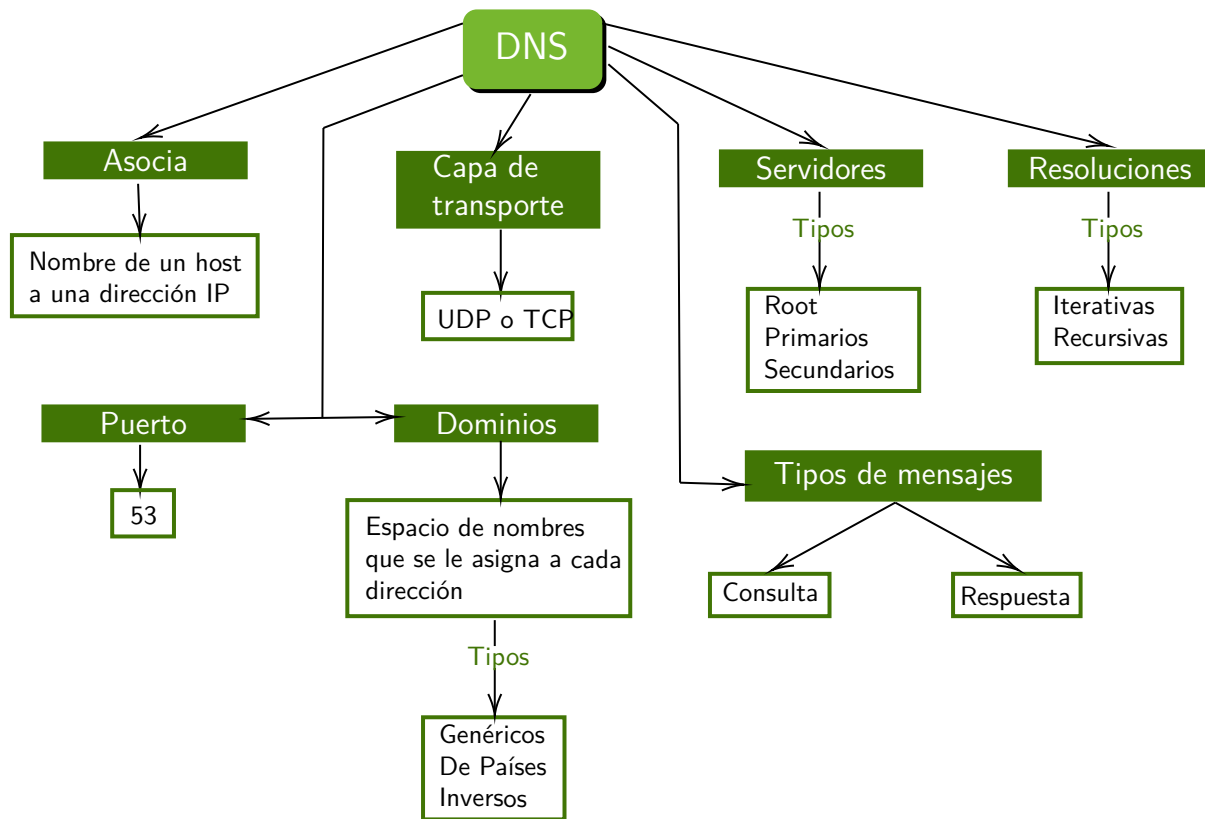 DNS
Asocia
Nombre de un host
a una dirección IP
Capa de
transporte
UDP o TCP
Servidores
Tipos
Root
Primarios
Secundarios
Resoluciones
Tipos
Iterativas
Recursivas
Puerto
53
Dominios
Espacio de nombres
que se le asigna a cada
dirección
Tipos
Genéricos
De Países
Inversos
Tipos de mensajes
Consulta
Respuesta